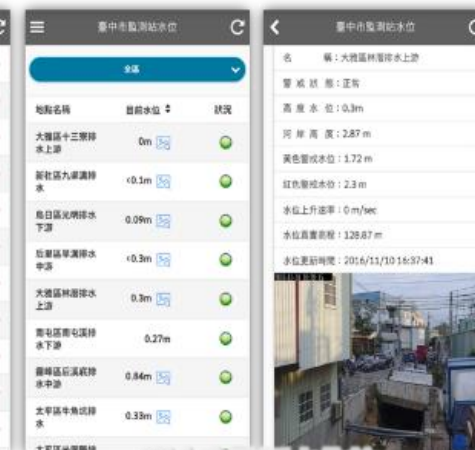 臺中市監測站水位
全區
地點名稱 目前水位 狀況
大雅區十三寮排
水上游
0m
新社區九渠溝排
水
<0.1m
烏日區光明排水
下游
0.09m
后里區旱溝排水
中游
<0.3m
大雅區林厝排水
上游
0.3m
南屯區南屯溪排
水下游
0.27m
霧峰區后溪底排
水中游
0.84m
太平區牛角坑排
水
0.33m
臺中市監測站水位
名 稱：大雅區林厝排水上游
警戒狀態：正常
高度水位：0.3m
河岸高度：2.87 m
黃色警戒水位：1.72 m
紅色警戒水位：2.3 m
水位上升速率：0 m/sec
水位真實高程：128.87 m
水位更新時間：2016/11/10 16:37:41